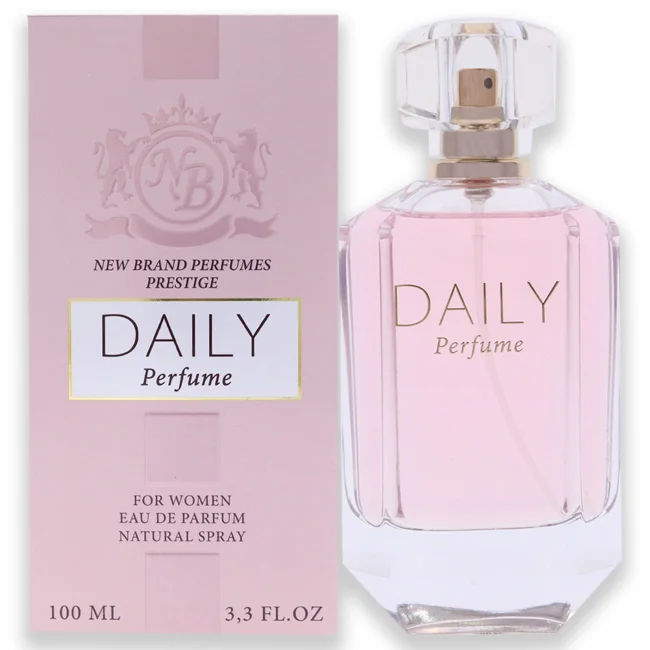 NB
NEW BRAND PERFUMES
PRESTIGE
DAILY
Perfume
FOR WOMEN
EAU DE PARFUM
NATURAL SPRAY
100 ML 3,3 FL.OZ
DAILY
Perfume